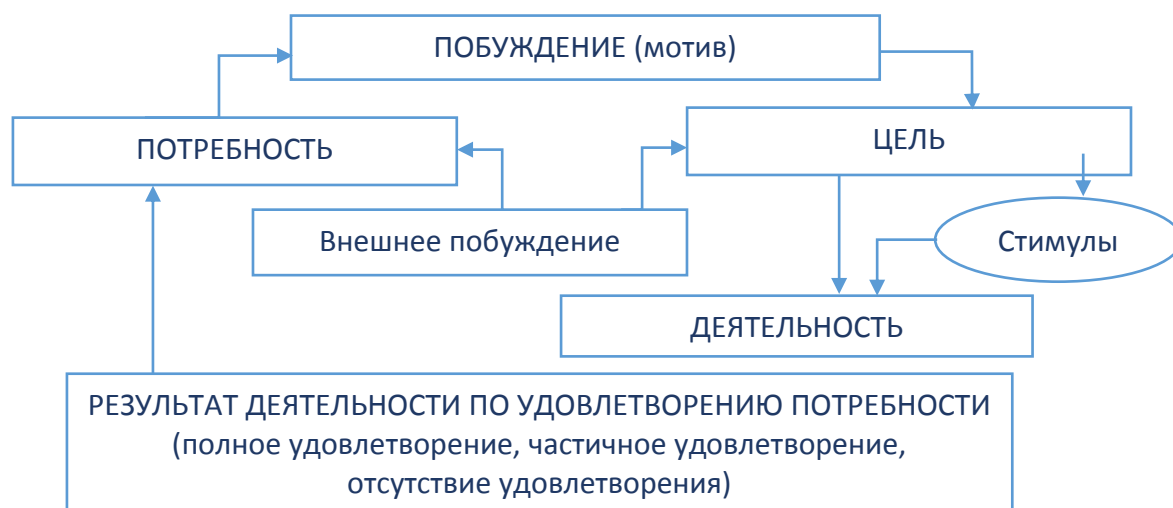 ПОБУЖДЕНИЕ (мотив)
ПОТРЕБНОСТЬ
ЦЕЛЬ
Внешнее побуждение
Стимулы
ДЕЯТЕЛЬНОСТЬ
РЕЗУЛЬТАТ ДЕЯТЕЛЬНОСТИ ПО УДОВЛЕТВОРЕНИЮ ПОТРЕБНОСТИ
(полное удовлетворение, частичное удовлетворение,
отсутствие удовлетворения)